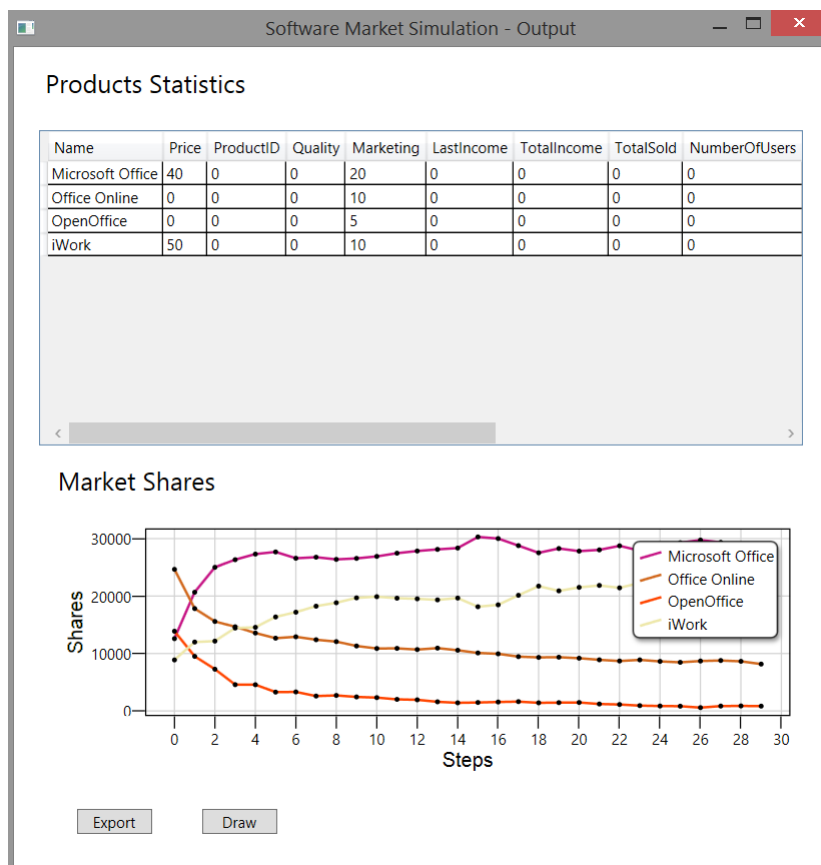 Software Market Simulation - Output
Products Statistics
Name Price ProductID Quality Marketing LastIncome TotalIncome TotalSold NumberOfUsers
Microsoft Office 40 0 0 20 0 0 0 0
Office Online 0 0 0 10 0 0 0 0
OpenOffice 0 0 0 5 0 0 0 0
iWork 50 0 0 10 0 0 0 0
Market Shares
30000
20000
10000
0
Shares
Microsoft Office
Office Online
OpenOffice
iWork
0 2 4 6 8 10 12 14 16 18 20 22 24 26 28 30
Steps
Export Draw